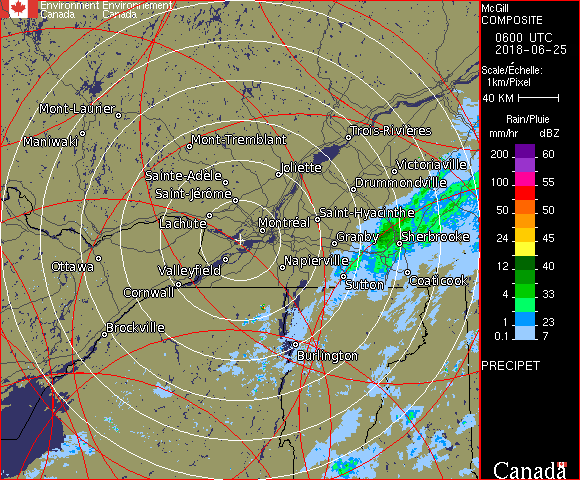 Environment Environnement
Canada Canada
McGill
COMPOSITE
0600 UTC
2018-06-25
Scale/Échelle:
1km/Pixel
40 KM
Rain/Pluie
mm/hr dBZ
200 60
100 55
50 50
24 45
12 40
4 33
2 23
0.1 7
PRECIPET
Canada
Mont-Laurier
Maniwaki
Mont-Tremblant
Trois-Rivières
Joliette
Victoriaville
Sainte-Adèle
Drummondville
Saint-Jérôme
Saint-Hyacinthe
Lachute
Montréal
Granby
Sherbrooke
Ottawa
Valleyfield
Napierville
Coaticook
Cornwall
Sutton
Brockville
Burlington